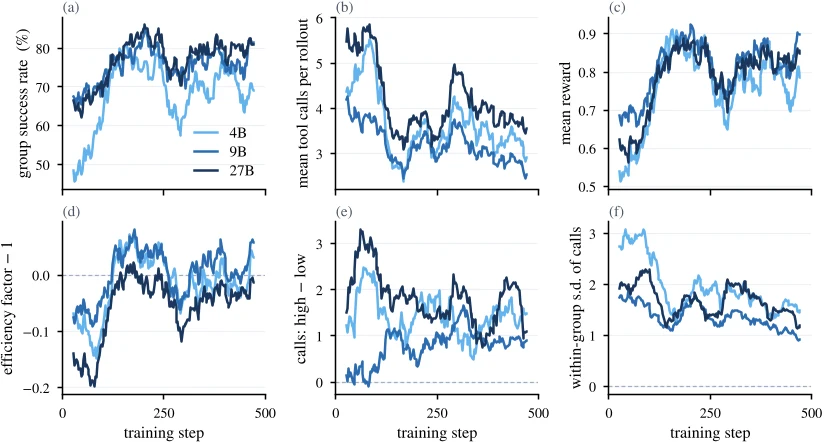 (a)
group success rate (%)
80
70
60
50
4B
9B
27B
(b)
mean tool calls per rollout
6
5
4
3
(c)
mean reward
0.9
0.8
0.7
0.6
0.5
(d)
efficiency factor − 1
0.0
−0.1
−0.2
0
250
500
training step
(e)
calls: high − low
3
2
1
0
0
250
500
training step
(f)
within-group s.d. of calls
3
2
1
0
0
250
500
training step